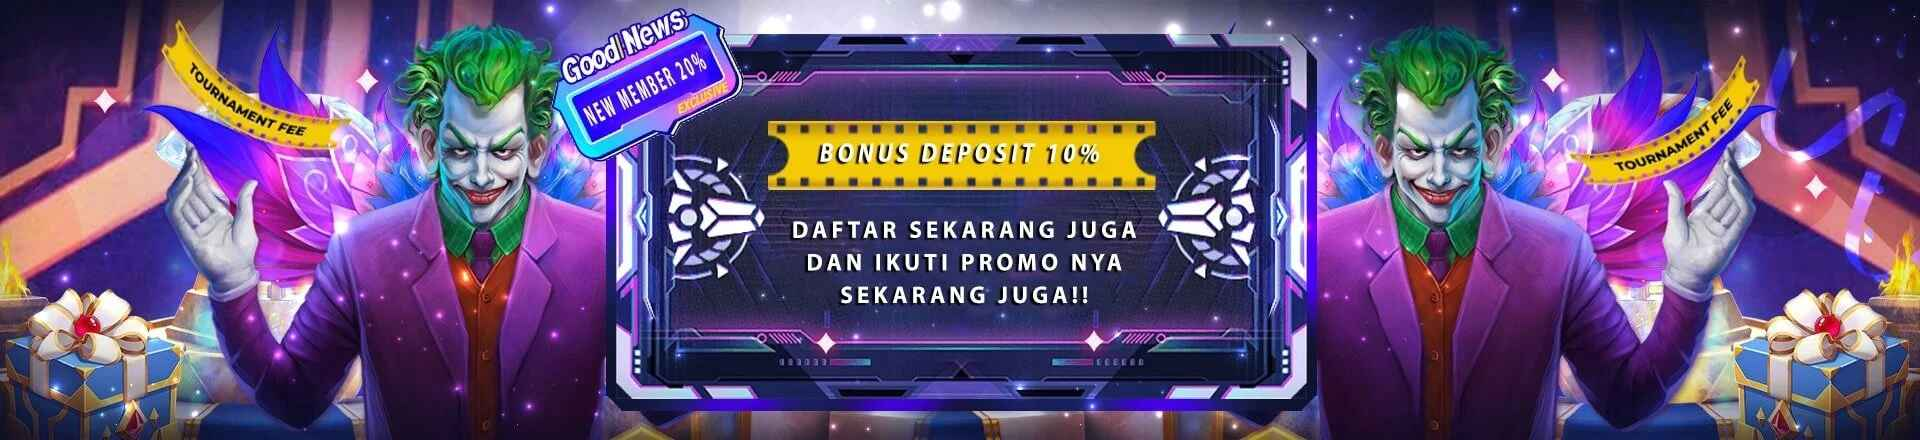 TOURNAMENT FEE
Good News
NEW MEMBER 20%
EXCLUSIVE
BONUS DEPOSIT 10%
DAFTAR SEKARANG JUGA
DAN IKUTI PROMO NYA
SEKARANG JUGA!!
TOURNAMENT FEE